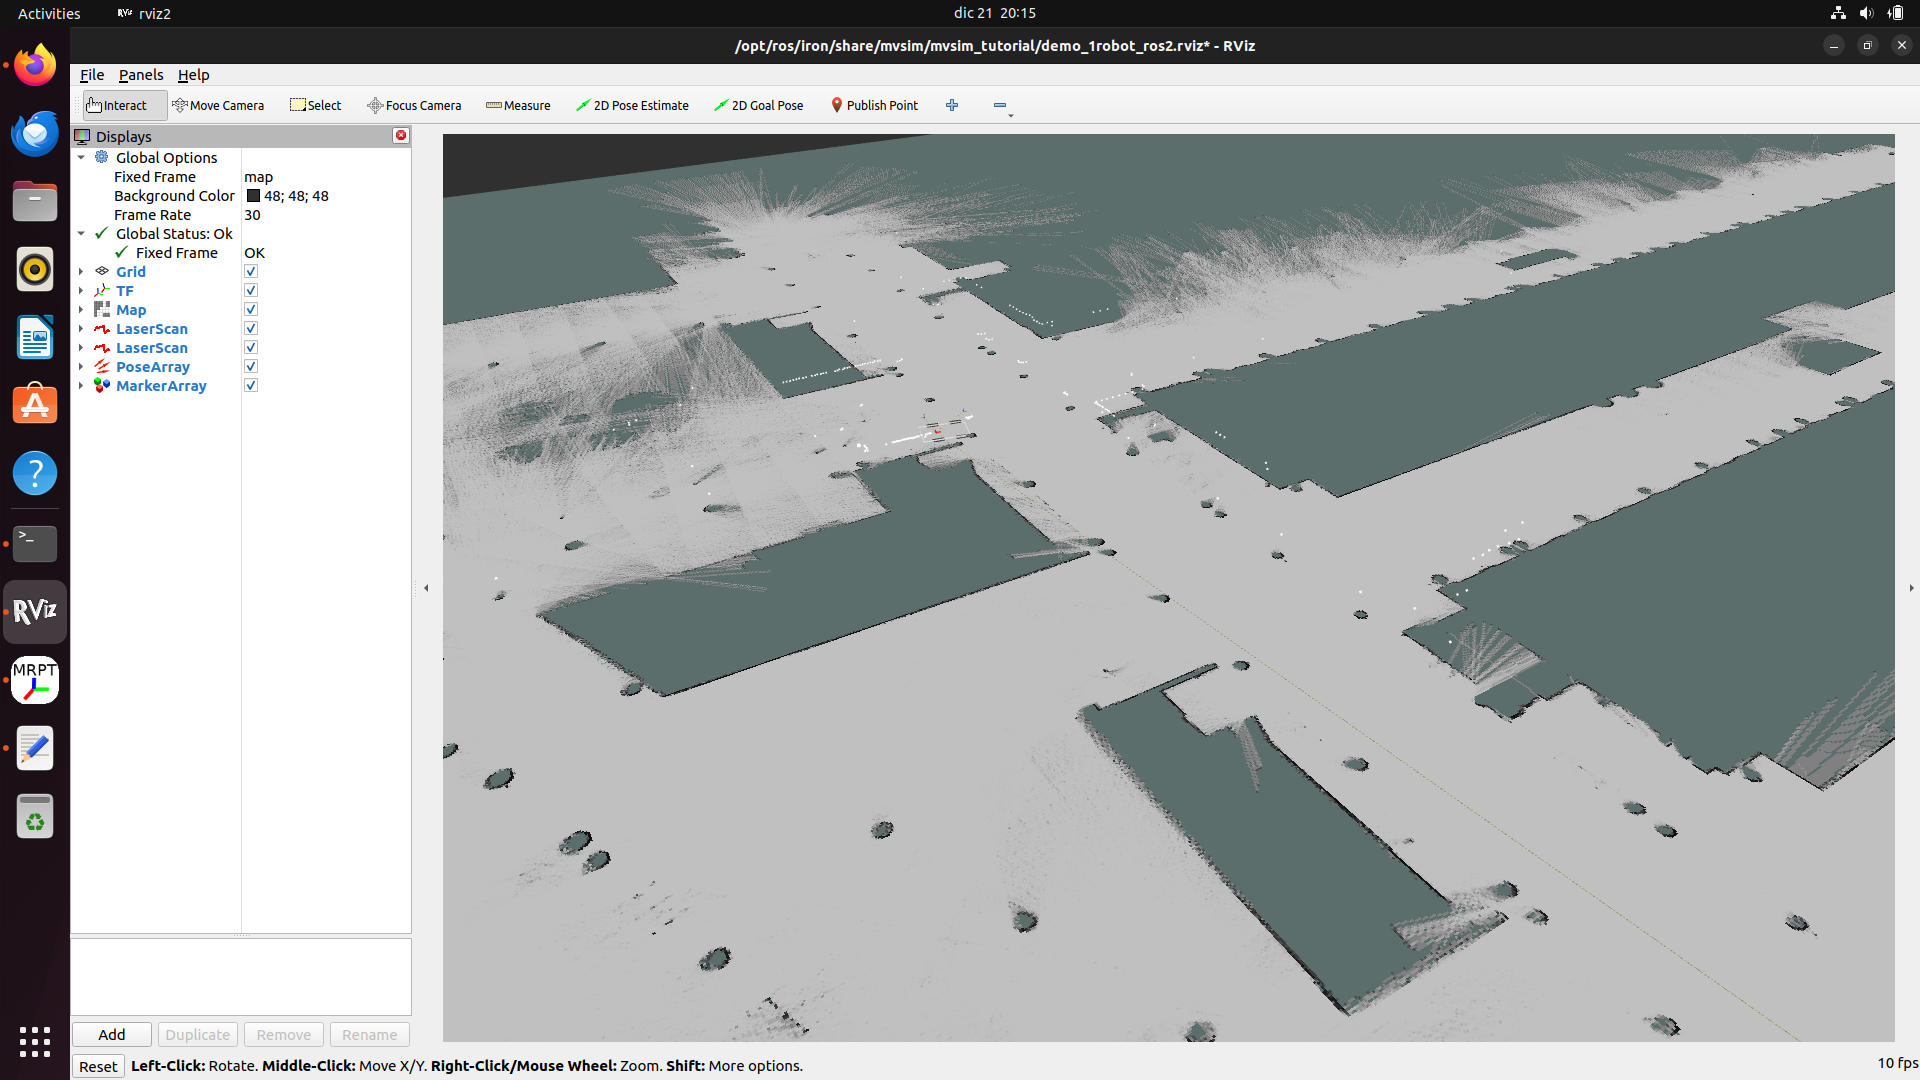 Activities rviz2 dic 21 20:15
/opt/ros/iron/share/mvsim/mvsim_tutorial/demo_1robot_ros2.rviz* - RViz
File Panels Help
Interact Move Camera Select Focus Camera Measure 2D Pose Estimate 2D Goal Pose Publish Point
Displays
Global Options
Fixed Frame map
Background Color 48; 48; 48
Frame Rate 30
Global Status: Ok
Fixed Frame OK
Grid
TF
Map
LaserScan
LaserScan
PoseArray
MarkerArray
>_
RViz
MRPT
Add Duplicate Remove Rename
Reset Left-Click: Rotate. Middle-Click: Move X/Y. Right-Click/Mouse Wheel: Zoom. Shift: More options. 10 fps